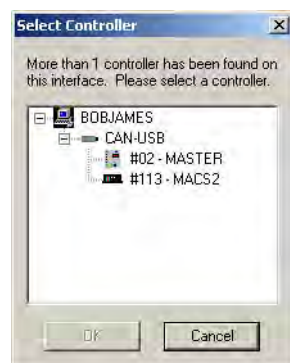 Select Controller
More than 1 controller has been found on
this interface. Please select a controller.
BOBJAMES
CAN-USB
#02 - MASTER
#113 - MACS2
OK
Cancel